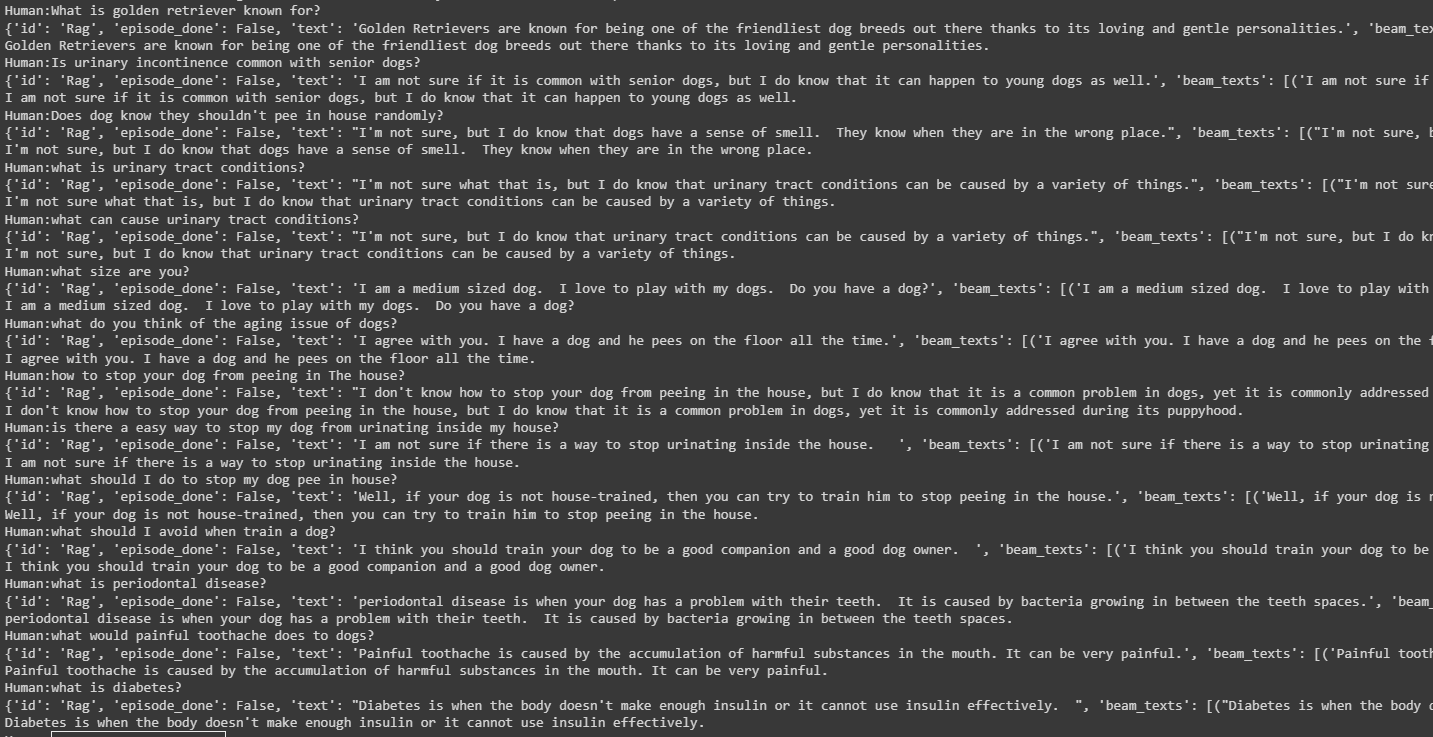 Human:What is golden retriever known for?
{'id': 'Rag', 'episode_done': False, 'text': 'Golden Retrievers are known for being one of the friendliest dog breeds out there thanks to its loving and gentle personalities.', 'beam_tex
Golden Retrievers are known for being one of the friendliest dog breeds out there thanks to its loving and gentle personalities.
Human:Is urinary incontinence common with senior dogs?
{'id': 'Rag', 'episode_done': False, 'text': 'I am not sure if it is common with senior dogs, but I do know that it can happen to young dogs as well.', 'beam_texts': [('I am not sure if
I am not sure if it is common with senior dogs, but I do know that it can happen to young dogs as well.
Human:Does dog know they shouldn't pee in house randomly?
{'id': 'Rag', 'episode_done': False, 'text': "I'm not sure, but I do know that dogs have a sense of smell.  They know when they are in the wrong place.", 'beam_texts': [("I'm not sure, b
I'm not sure, but I do know that dogs have a sense of smell.  They know when they are in the wrong place.
Human:what is urinary tract conditions?
{'id': 'Rag', 'episode_done': False, 'text': "I'm not sure what that is, but I do know that urinary tract conditions can be caused by a variety of things.", 'beam_texts': [("I'm not sure
I'm not sure what that is, but I do know that urinary tract conditions can be caused by a variety of things.
Human:what can cause urinary tract conditions?
{'id': 'Rag', 'episode_done': False, 'text': "I'm not sure, but I do know that urinary tract conditions can be caused by a variety of things.", 'beam_texts': [("I'm not sure, but I do kn
I'm not sure, but I do know that urinary tract conditions can be caused by a variety of things.
Human:what size are you?
{'id': 'Rag', 'episode_done': False, 'text': 'I am a medium sized dog.  I love to play with my dogs.  Do you have a dog?', 'beam_texts': [('I am a medium sized dog.  I love to play with
I am a medium sized dog.  I love to play with my dogs.  Do you have a dog?
Human:what do you think of the aging issue of dogs?
{'id': 'Rag', 'episode_done': False, 'text': 'I agree with you. I have a dog and he pees on the floor all the time.', 'beam_texts': [('I agree with you. I have a dog and he pees on the f
I agree with you. I have a dog and he pees on the floor all the time.
Human:how to stop your dog from peeing in The house?
{'id': 'Rag', 'episode_done': False, 'text': "I don't know how to stop your dog from peeing in the house, but I do know that it is a common problem in dogs, yet it is commonly addressed
I don't know how to stop your dog from peeing in the house, but I do know that it is a common problem in dogs, yet it is commonly addressed during its puppyhood.
Human:is there a easy way to stop my dog from urinating inside my house?
{'id': 'Rag', 'episode_done': False, 'text': 'I am not sure if there is a way to stop urinating inside the house.   ', 'beam_texts': [('I am not sure if there is a way to stop urinating
I am not sure if there is a way to stop urinating inside the house.
Human:what should I do to stop my dog pee in house?
{'id': 'Rag', 'episode_done': False, 'text': 'Well, if your dog is not house-trained, then you can try to train him to stop peeing in the house.', 'beam_texts': [('Well, if your dog is n
Well, if your dog is not house-trained, then you can try to train him to stop peeing in the house.
Human:what should I avoid when train a dog?
{'id': 'Rag', 'episode_done': False, 'text': 'I think you should train your dog to be a good companion and a good dog owner.  ', 'beam_texts': [('I think you should train your dog to be
I think you should train your dog to be a good companion and a good dog owner.
Human:what is periodontal disease?
{'id': 'Rag', 'episode_done': False, 'text': 'periodontal disease is when your dog has a problem with their teeth.  It is caused by bacteria growing in between the teeth spaces.', 'beam_
periodontal disease is when your dog has a problem with their teeth.  It is caused by bacteria growing in between the teeth spaces.
Human:what would painful toothache does to dogs?
{'id': 'Rag', 'episode_done': False, 'text': 'Painful toothache is caused by the accumulation of harmful substances in the mouth. It can be very painful.', 'beam_texts': [('Painful tooth
Painful toothache is caused by the accumulation of harmful substances in the mouth. It can be very painful.
Human:what is diabetes?
{'id': 'Rag', 'episode_done': False, 'text': "Diabetes is when the body doesn't make enough insulin or it cannot use insulin effectively.  ", 'beam_texts': [("Diabetes is when the body d
Diabetes is when the body doesn't make enough insulin or it cannot use insulin effectively.